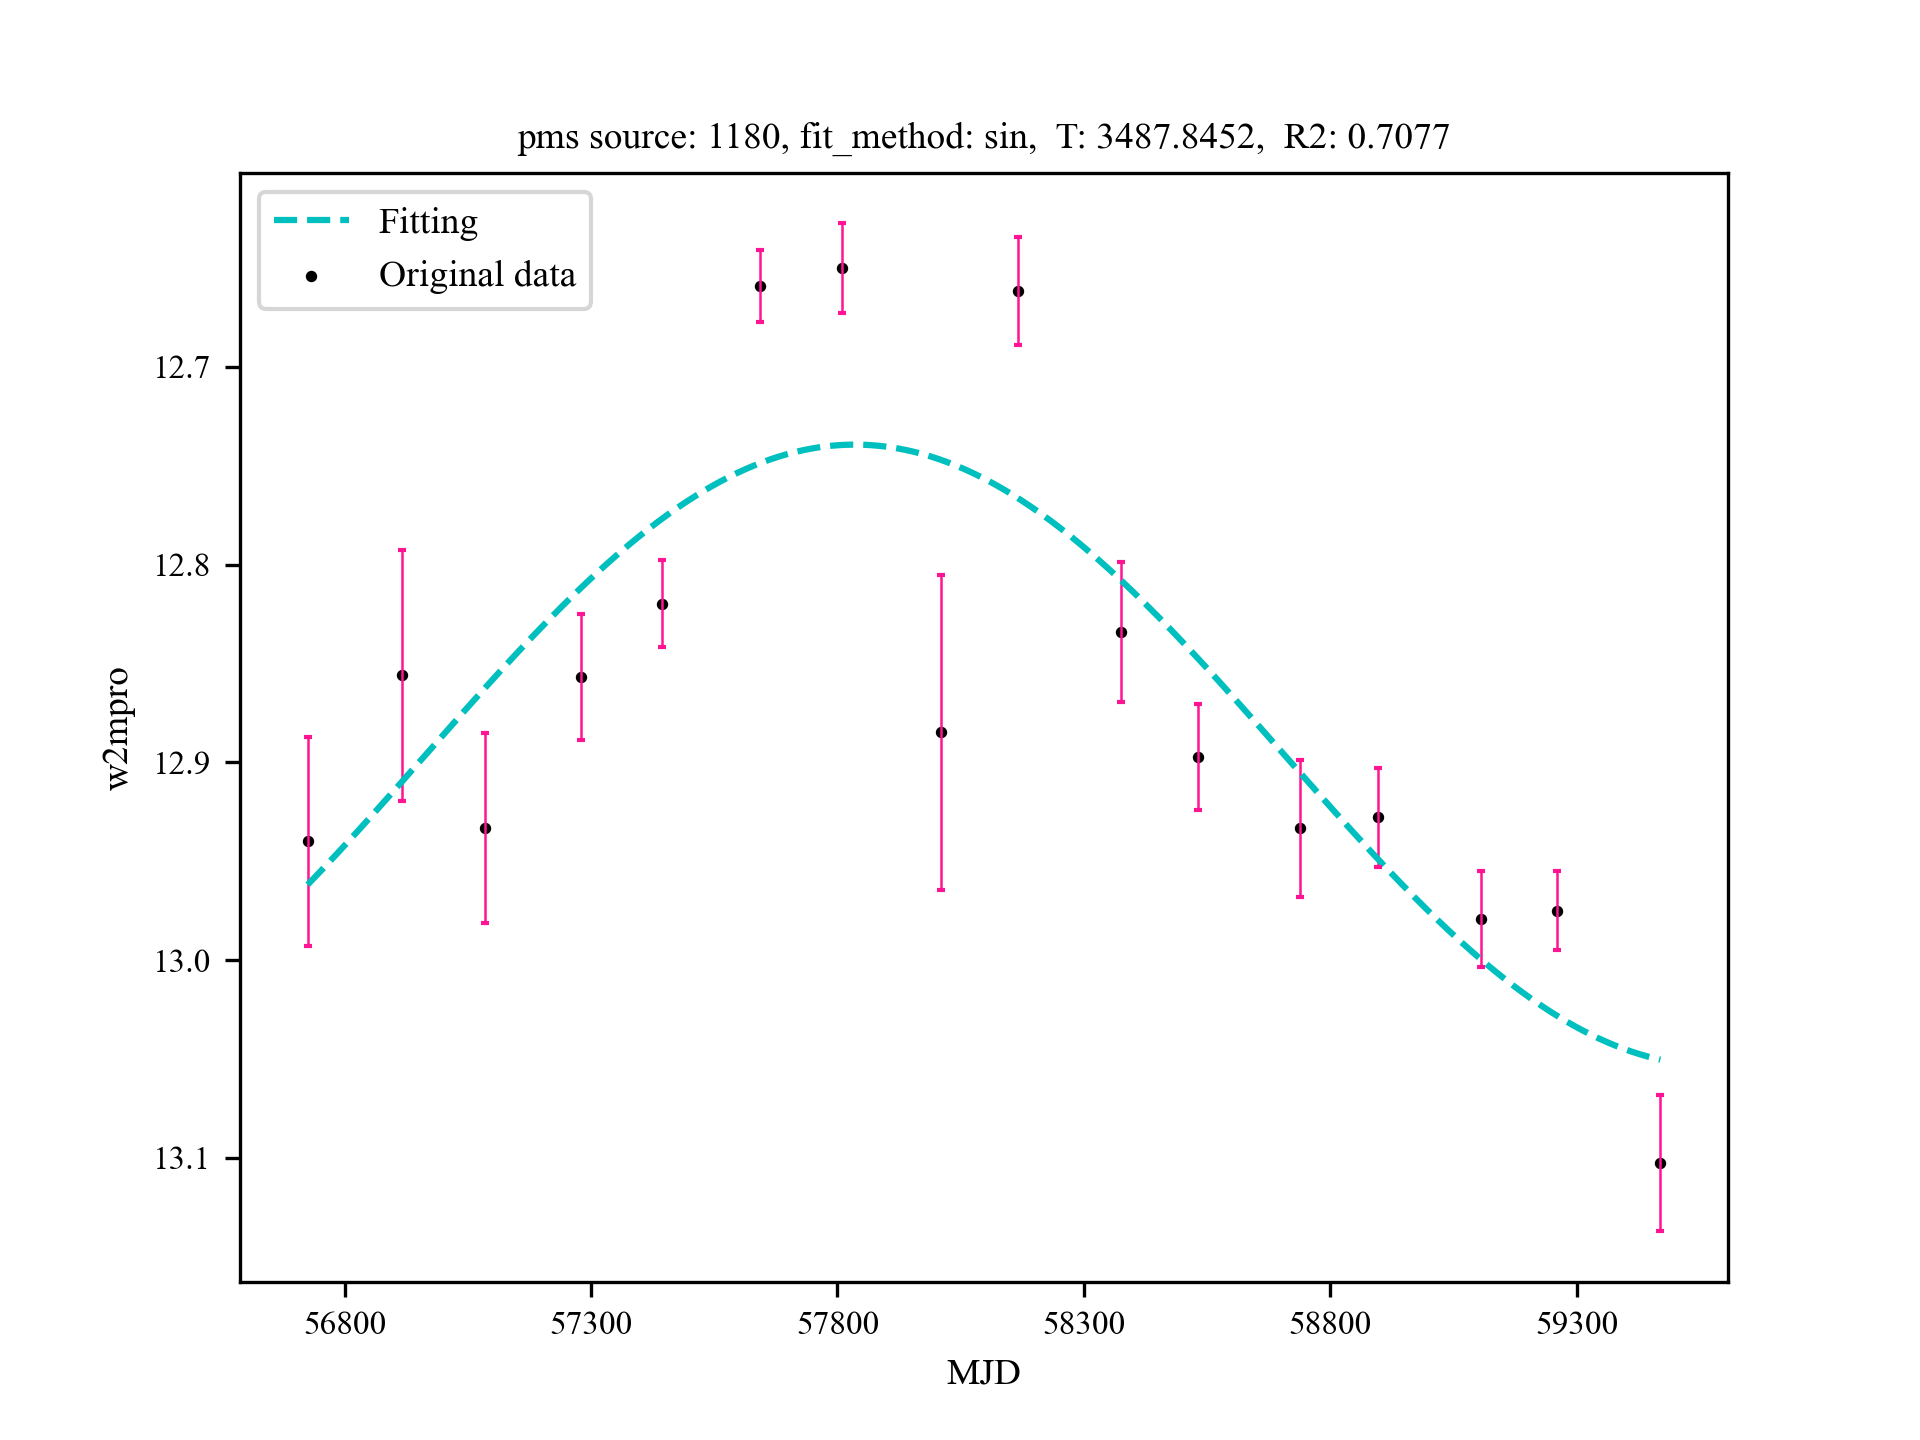 pms source: 1180, fit_method: sin,  T: 3487.8452,  R2: 0.7077
Fitting
Original data
12.7
12.8
12.9
13.0
13.1
w2mpro
56800 57300 57800 58300 58800 59300
MJD